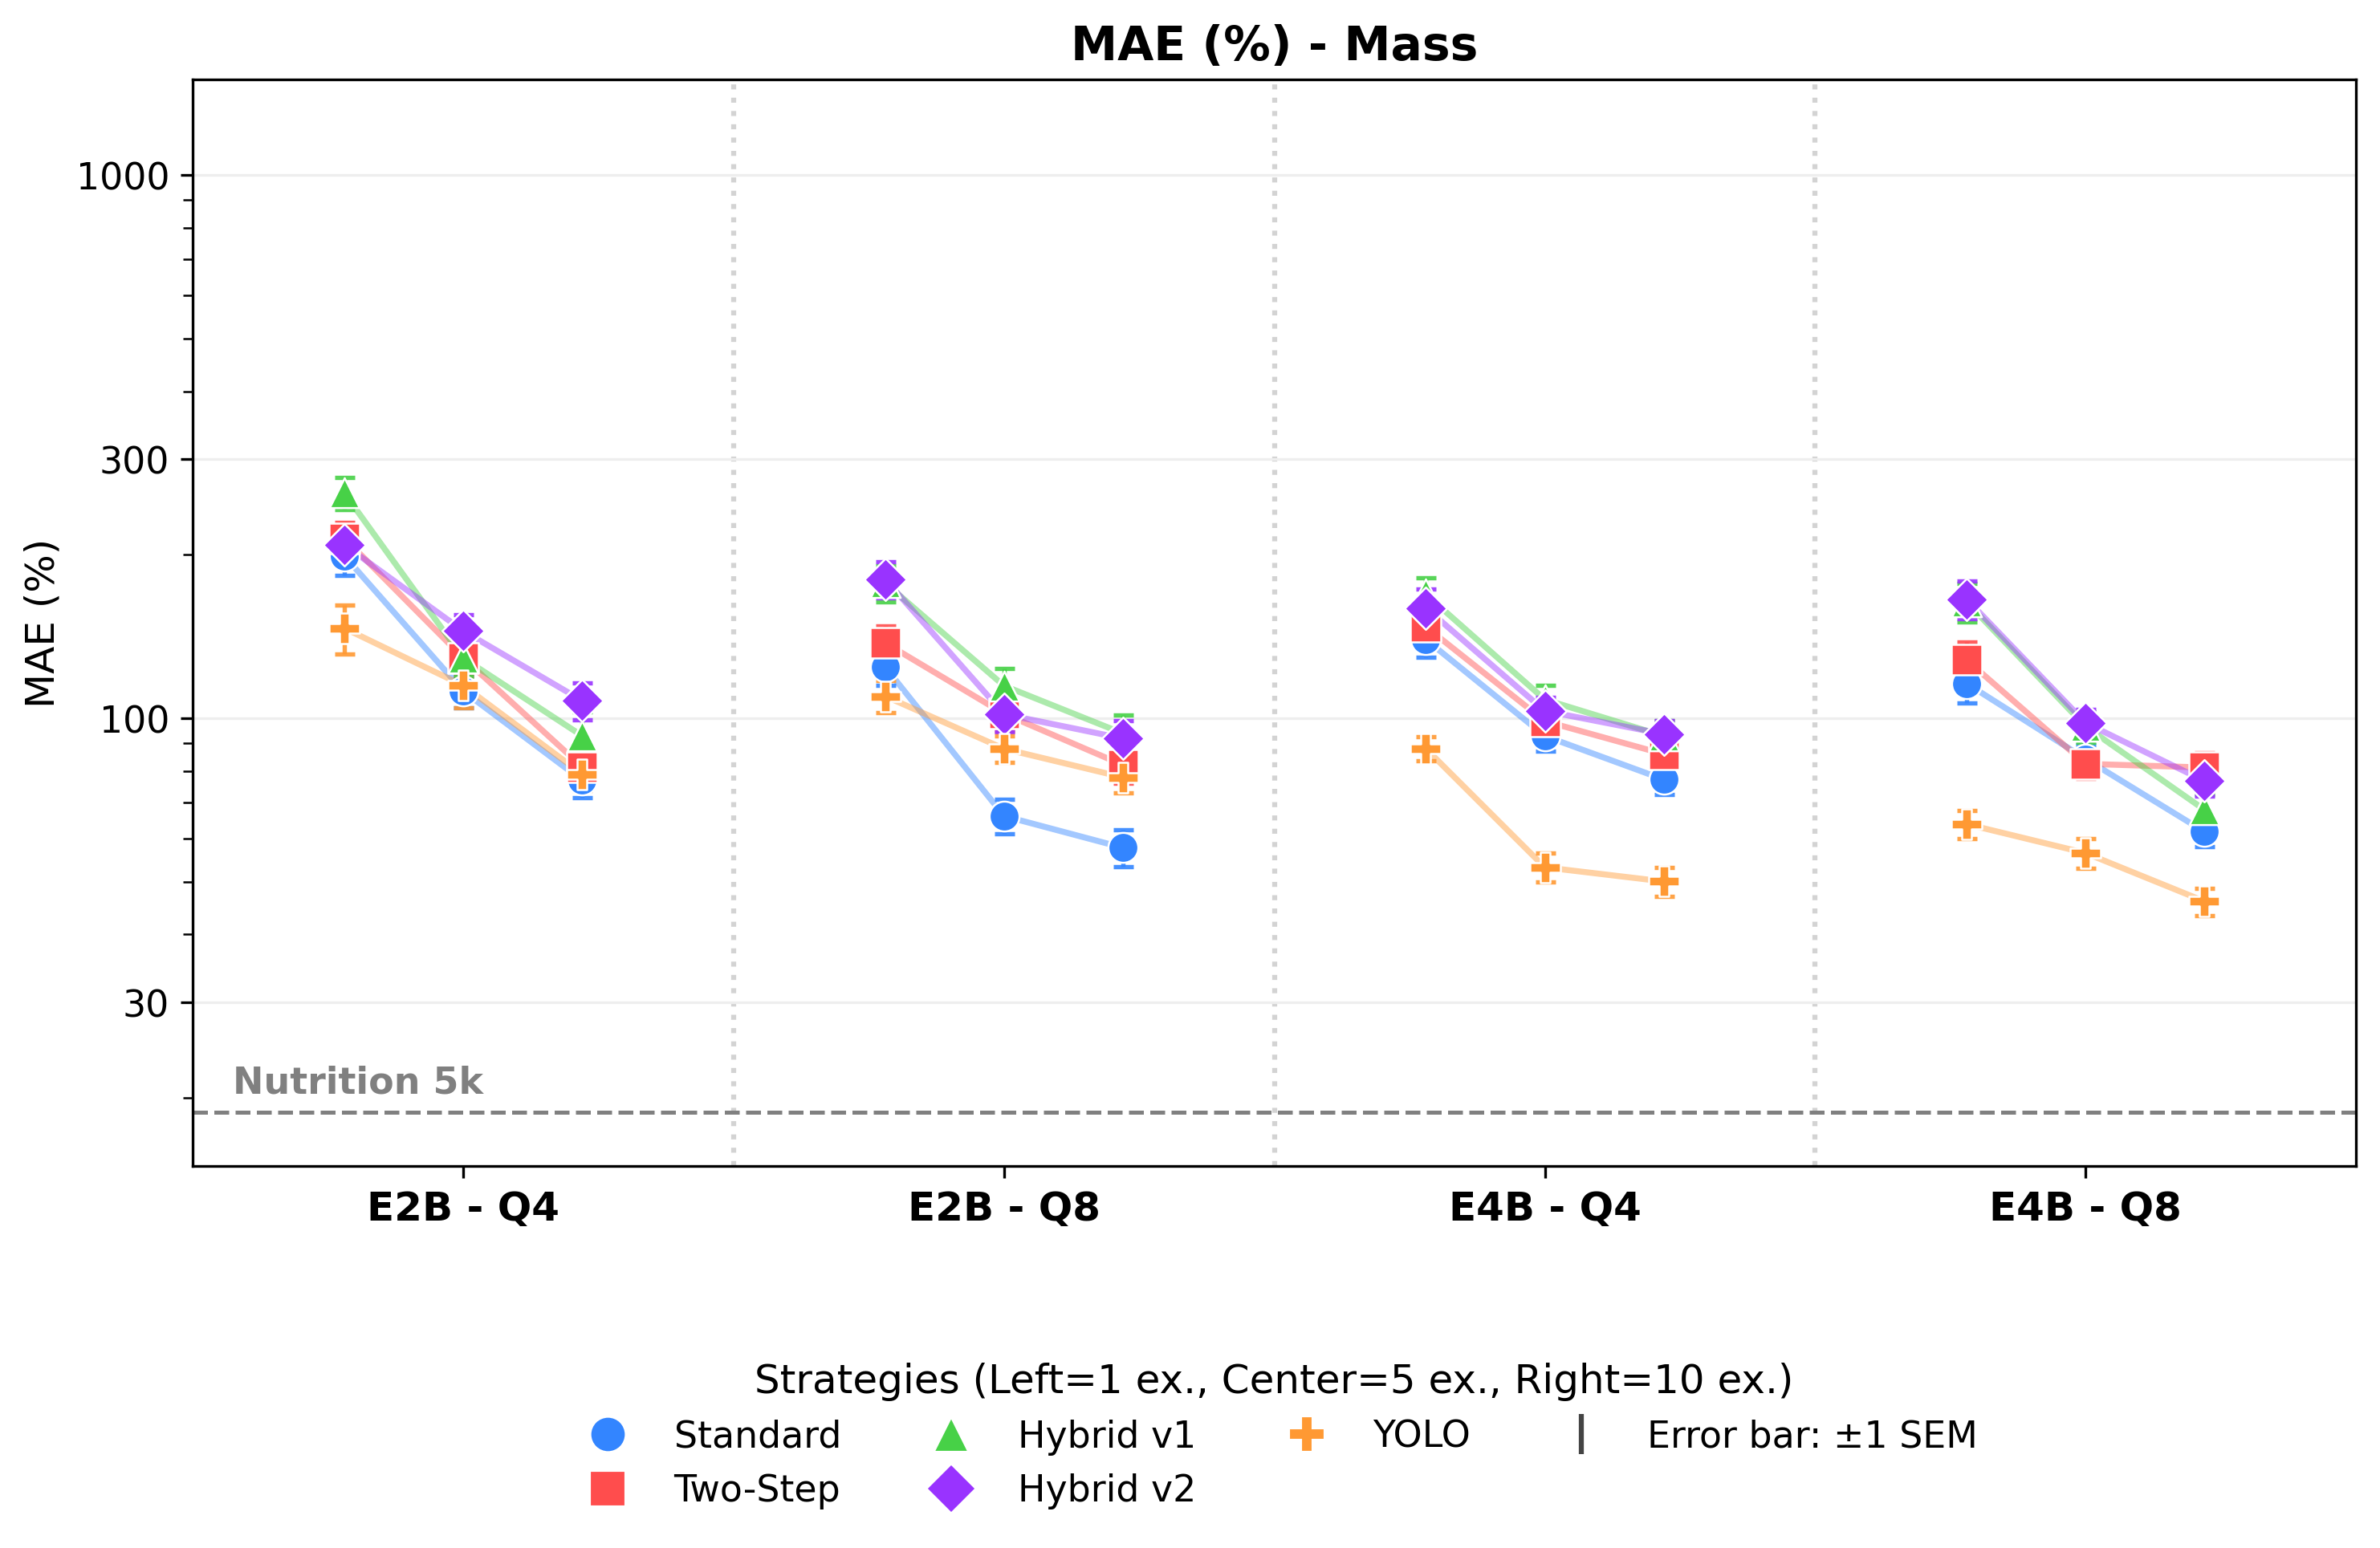 MAE (%) - Mass
MAE (%)
1000
300
100
30
Nutrition 5k
E2B - Q4
E2B - Q8
E4B - Q4
E4B - Q8
Strategies (Left=1 ex., Center=5 ex., Right=10 ex.)
Standard
Two-Step
Hybrid v1
Hybrid v2
YOLO
Error bar: ±1 SEM